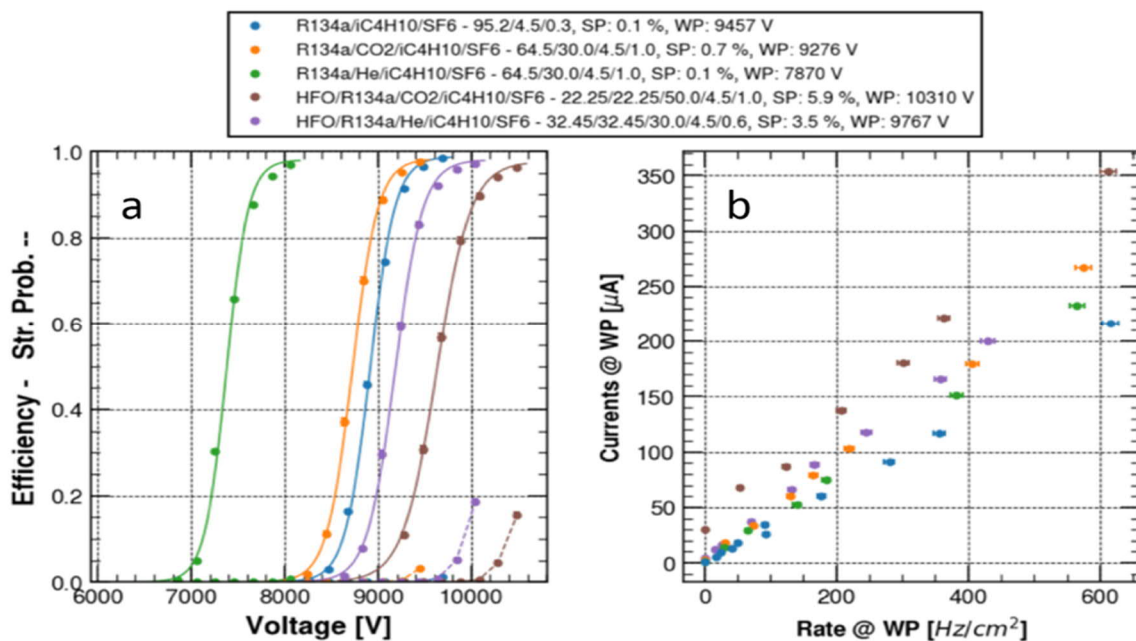 R134a/iC4H10/SF6 - 95.2/4.5/0.3, SP: 0.1 %, WP: 9457 V
R134a/CO2/iC4H10/SF6 - 64.5/30.0/4.5/1.0, SP: 0.7 %, WP: 9276 V
R134a/He/iC4H10/SF6 - 64.5/30.0/4.5/1.0, SP: 0.1 %, WP: 7870 V
HFO/R134a/CO2/iC4H10/SF6 - 22.25/22.25/50.0/4.5/1.0, SP: 5.9 %, WP: 10310 V
HFO/R134a/He/iC4H10/SF6 - 32.45/32.45/30.0/4.5/0.6, SP: 3.5 %, WP: 9767 V
a
Efficiency - Str. Prob. --
1.0
0.8
0.6
0.4
0.2
0.0
6000 7000 8000 9000 10000
Voltage [V]
b
Currents @ WP [μA]
350
300
250
200
150
100
50
0
0 200 400 600
Rate @ WP [Hz/cm²]